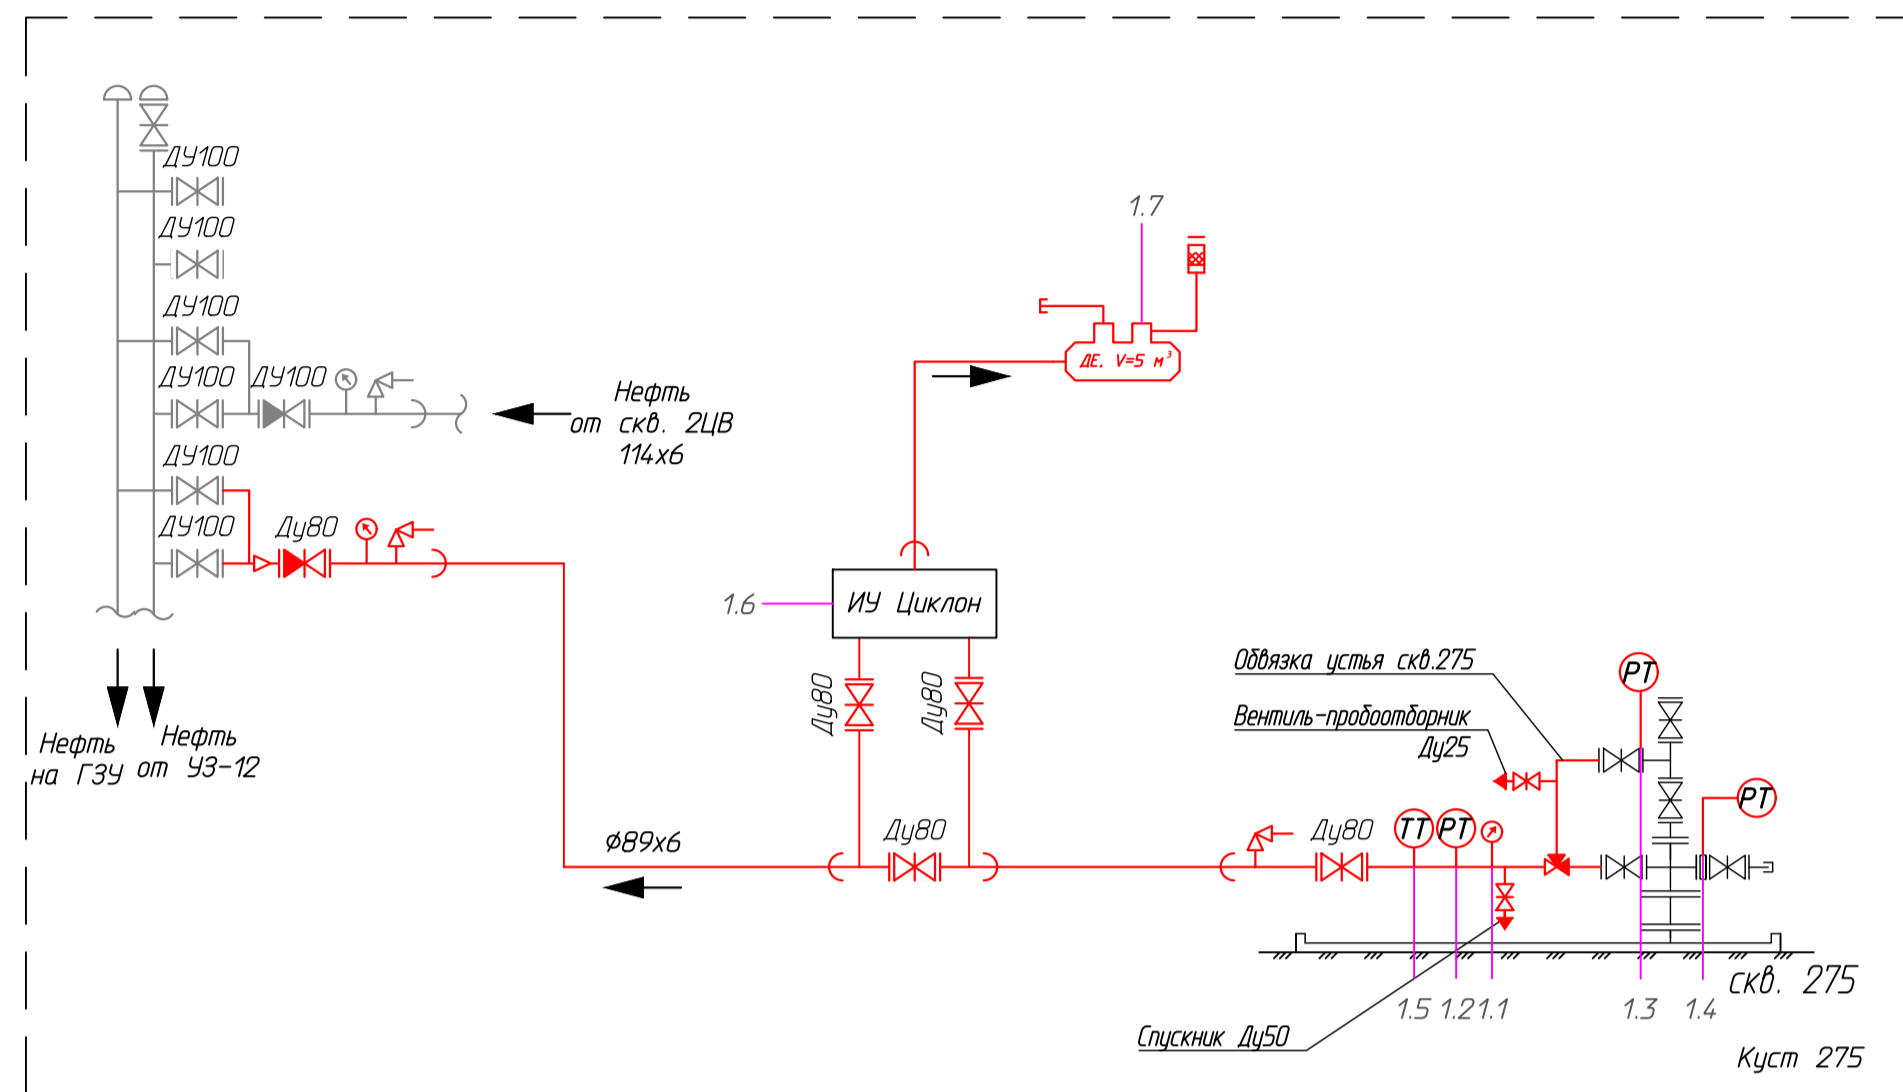 ДУ100
ДУ100
ДУ100
ДУ100
ДУ100
Нефть
от скв. 2ЦВ
114х6
ДУ100
ДУ100
Ду80
Нефть
на ГЗУ
Нефть
от УЗ-12
1.7
ДЕ. V=5 м³
1.6
ИУ Циклон
Ду80
Ду80
Ду80
Ø89х6
Обвязка устья скв.275
Вентиль-пробоотборник
Ду25
Ду80
ТТ
РТ
РТ
РТ
1.5
1.2
1.1
1.3
1.4
скв. 275
Спускник Ду50
Куст 275